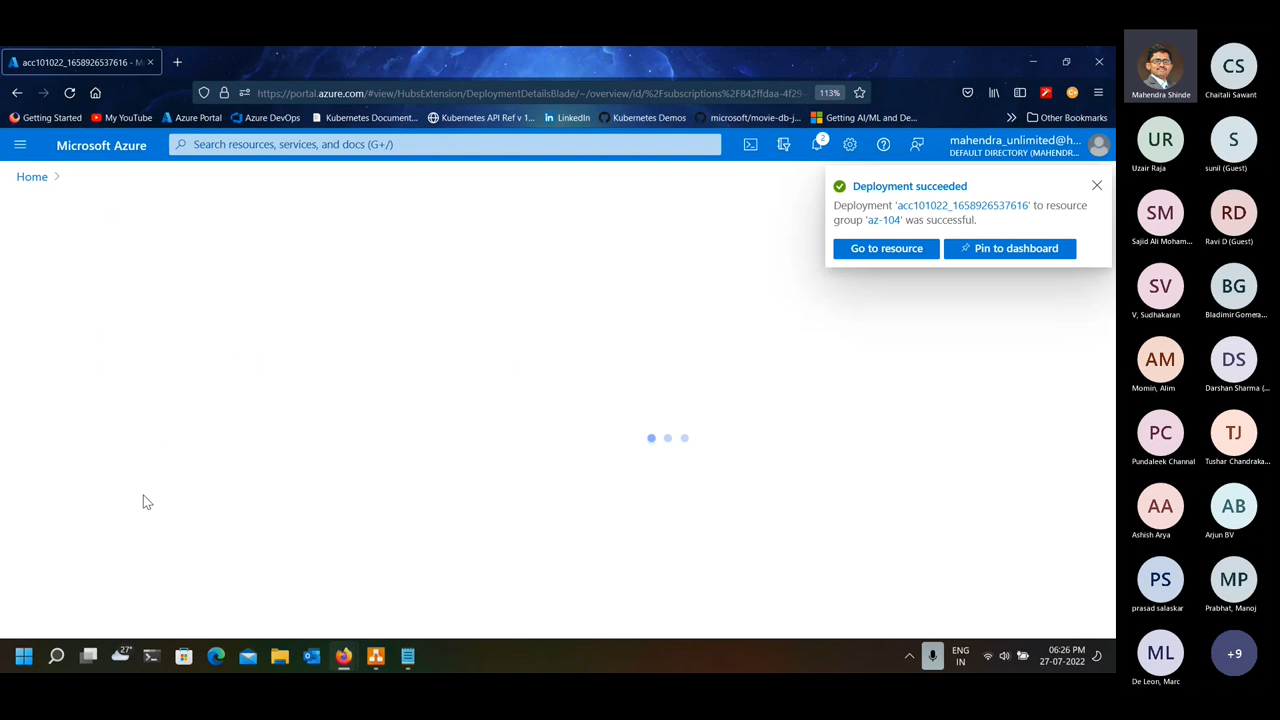 acc101022_1658926537616 - M
https://portal.azure.com/#view/HubsExtension/DeploymentDetailsBlade/~/overview/id/%2Fsubscriptions%2F842ffdaa-4f29-
113%
Getting Started
My YouTube
Azure Portal
Azure DevOps
Kubernetes Document...
Kubernetes API Ref v 1...
LinkedIn
Kubernetes Demos
microsoft/movie-db-j...
Getting AI/ML and De...
Other Bookmarks
Microsoft Azure
Search resources, services, and docs (G+/)
2
mahendra_unlimited@h...
DEFAULT DIRECTORY (MAHENDR...
Home
Deployment succeeded
Deployment 'acc101022_1658926537616' to resource
group 'az-104' was successful.
Go to resource
Pin to dashboard
27°
ENG
IN
06:26 PM
27-07-2022
Mahendra Shinde
CS
Chaitali Sawant
UR
Uzair Raja
S
sunil (Guest)
SM
Sajid Ali Moham...
RD
Ravi D (Guest)
SV
V, Sudhakaran
BG
Bladimir Gomera...
AM
Momin, Alim
DS
Darshan Sharma (...
PC
Pundaleek Channal
TJ
Tushar Chandraka...
AA
Ashish Arya
AB
Arjun BV
PS
prasad salaskar
MP
Prabhat, Manoj
ML
De Leon, Marc
+9